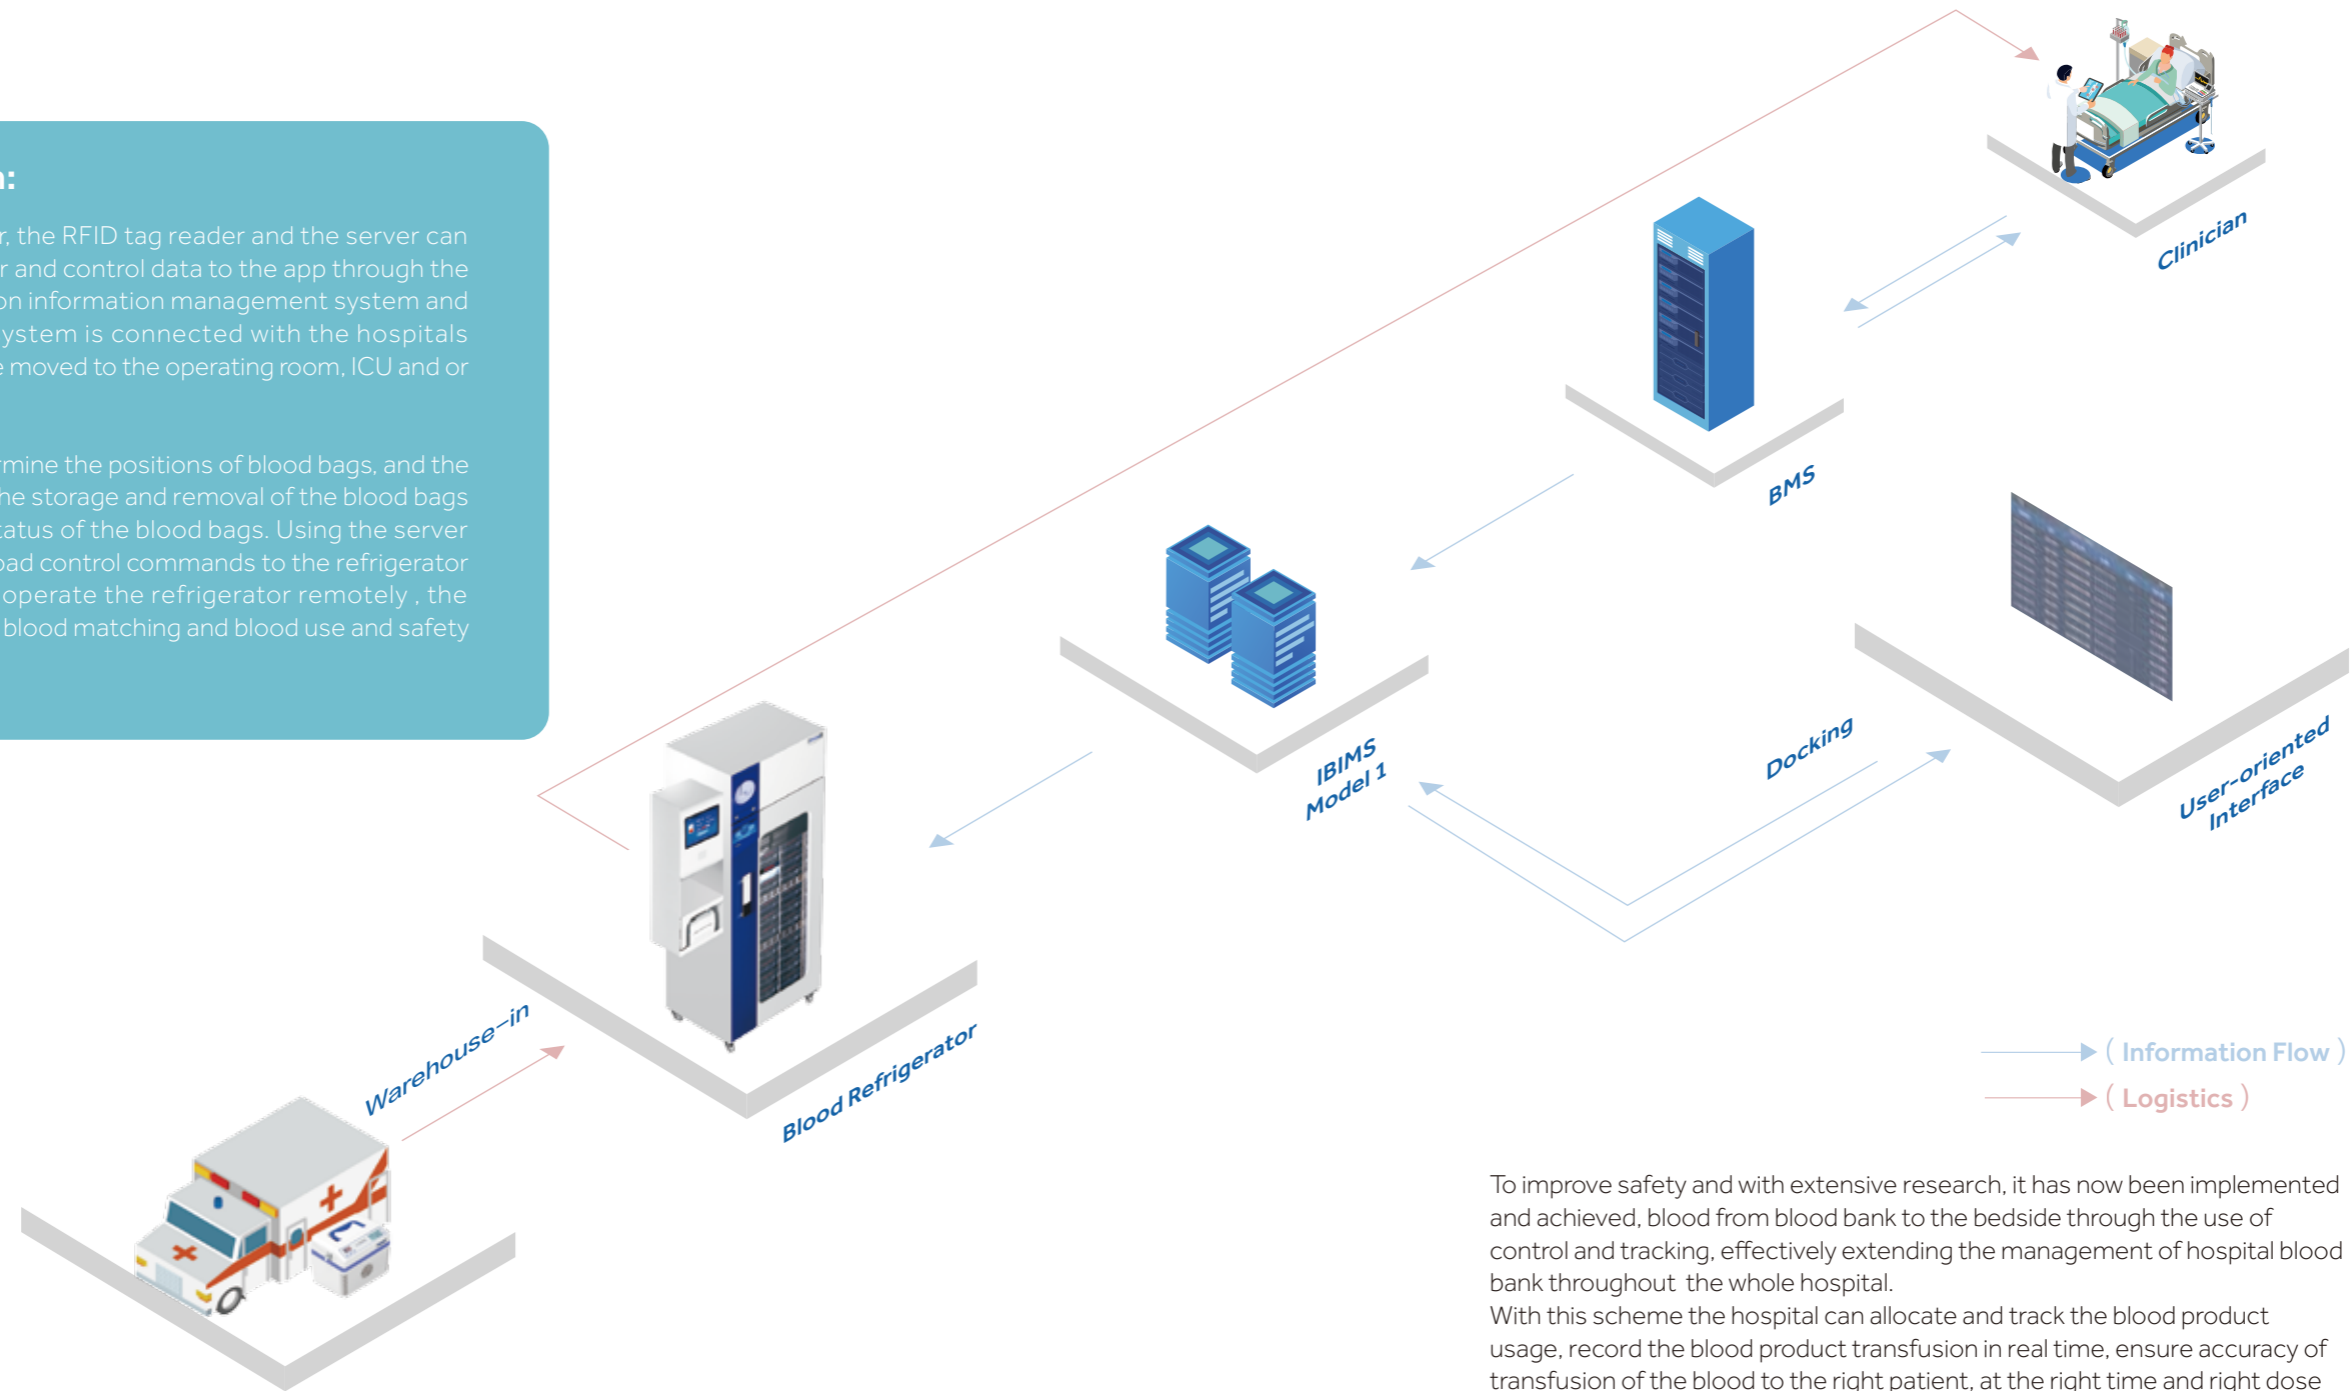 n:
r, the RFID tag reader and the server can
r and control data to the app through the
on information management system and
ystem is connected with the hospitals
e moved to the operating room, ICU and or
rmine the positions of blood bags, and the
he storage and removal of the blood bags
tatus of the blood bags. Using the server
oad control commands to the refrigerator
operate the refrigerator remotely , the
blood matching and blood use and safety
Clinician
BMS
IBIMS
Model 1
Docking
User-oriented
Interface
Warehouse-in
Blood Refrigerator
( Information Flow )
( Logistics )
To improve safety and with extensive research, it has now been implemented
and achieved, blood from blood bank to the bedside through the use of
control and tracking, effectively extending the management of hospital blood
bank throughout the whole hospital.
With this scheme the hospital can allocate and track the blood product
usage, record the blood product transfusion in real time, ensure accuracy of
transfusion of the blood to the right patient, at the right time and right dose